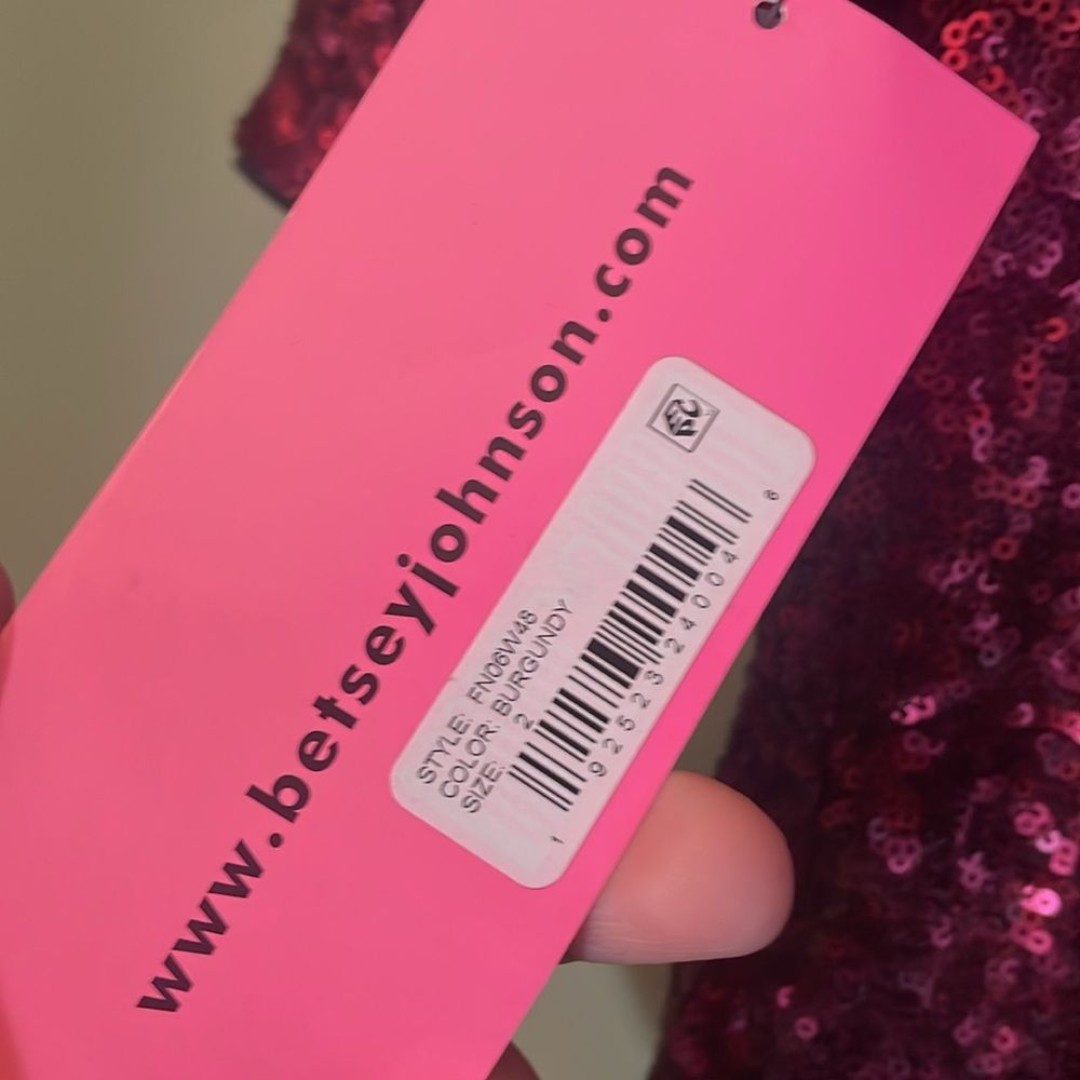 www.betseyjohnson.com
STYLE: FN06W48
COLOR: BURGUNDY
SIZE: 2
1 92523 24004 6